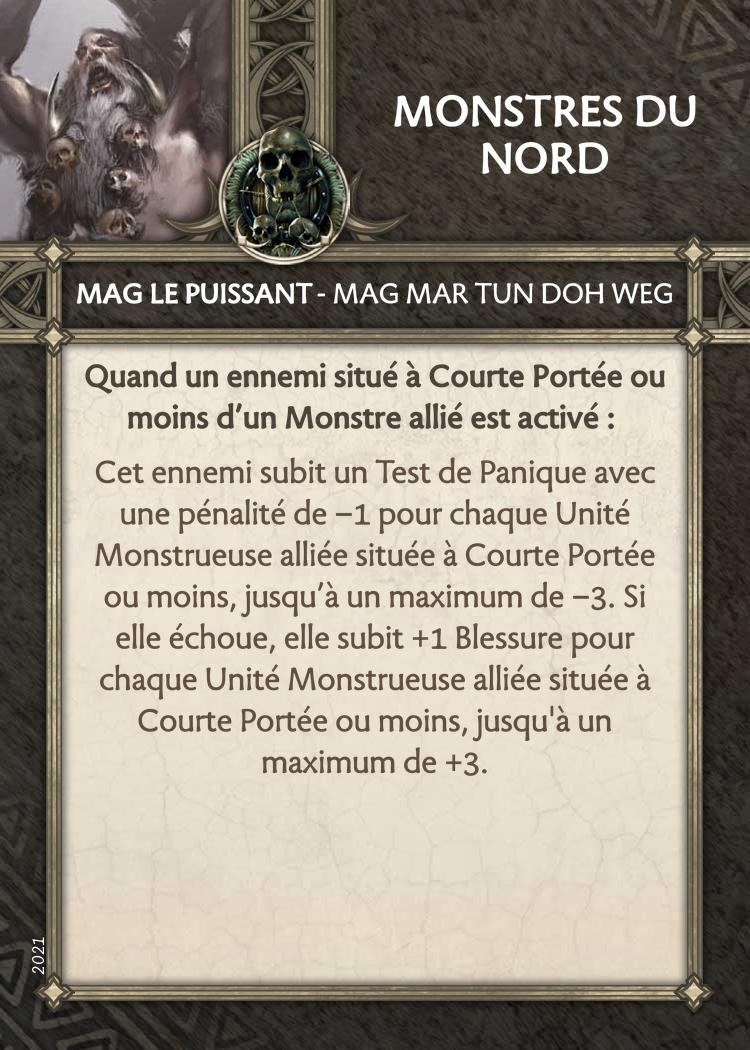 MONSTRES DU
NORD
MAG LE PUISSANT - MAG MAR TUN DOH WEG
Quand un ennemi situé à Courte Portée ou
moins d’un Monstre allié est activé :
Cet ennemi subit un Test de Panique avec
une pénalité de −1 pour chaque Unité
Monstrueuse alliée située à Courte Portée
ou moins, jusqu’à un maximum de −3. Si
elle échoue, elle subit +1 Blessure pour
chaque Unité Monstrueuse alliée située à
Courte Portée ou moins, jusqu'à un
maximum de +3.
2021